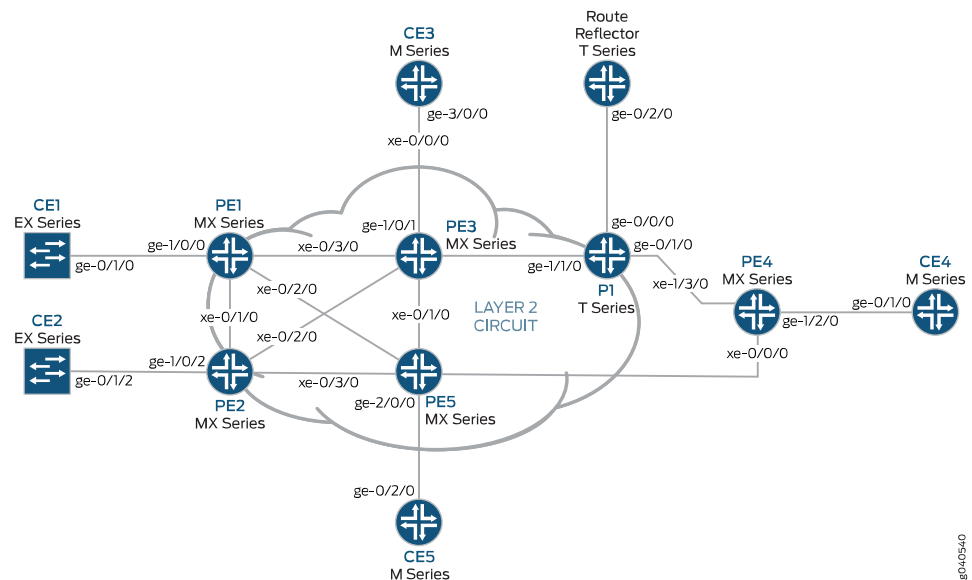 CE3
M Series
Route
Reflector
T Series
ge-3/0/0
ge-0/2/0
xe-0/0/0
CE1
EX Series
PE1
MX Series
ge-1/0/1
PE3
MX Series
ge-0/0/0
ge-1/0/0
xe-0/3/0
ge-0/1/0
ge-0/1/0
ge-1/1/0
PE4
MX Series
CE4
M Series
xe-0/2/0
xe-1/3/0
P1
T Series
ge-0/1/0
LAYER 2
CIRCUIT
xe-0/1/0
xe-0/1/0
ge-1/2/0
CE2
EX Series
xe-0/2/0
xe-0/0/0
ge-1/0/2
ge-0/1/2
xe-0/3/0
PE2
MX Series
ge-2/0/0
PE5
MX Series
ge-0/2/0
CE5
M Series
g040540